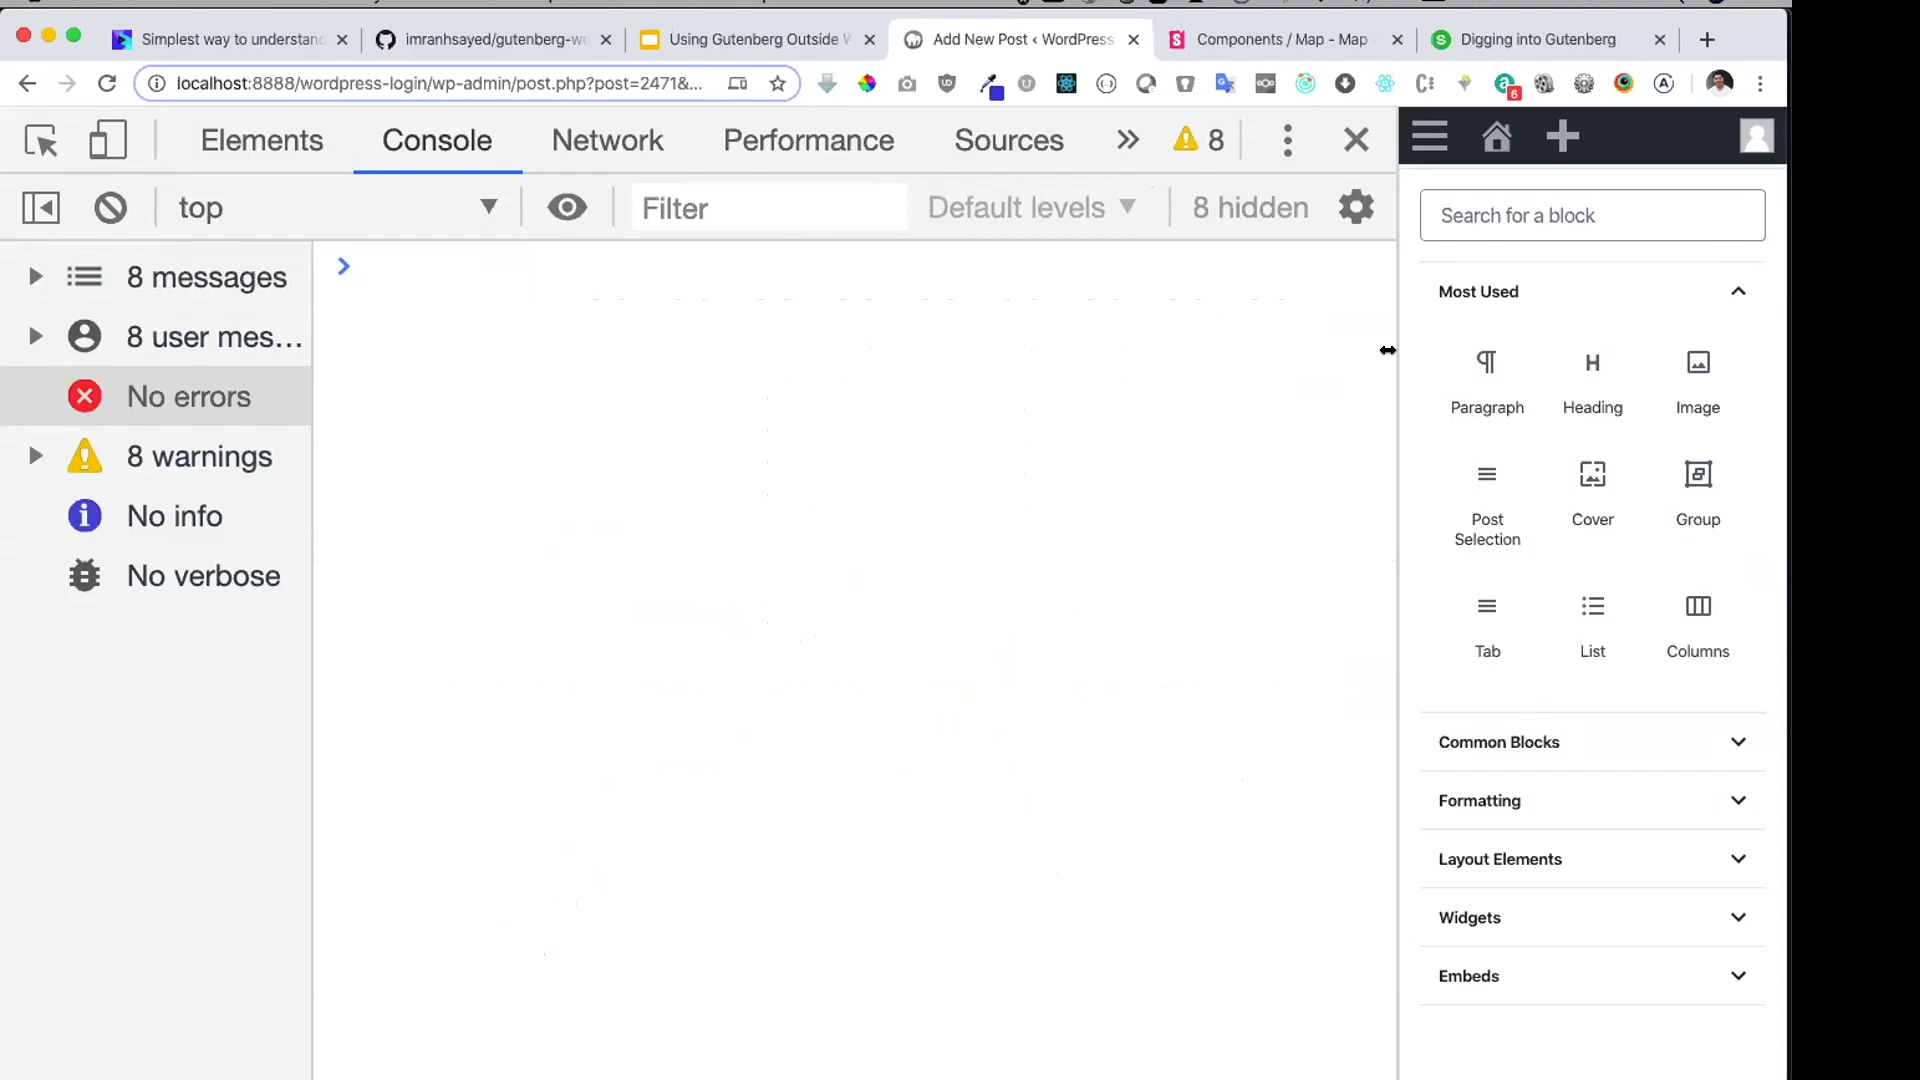 Simplest way to understand
imranhsayed/gutenberg-wo
Using Gutenberg Outside W
Add New Post ‹ WordPress
Components / Map - Map
Digging into Gutenberg
localhost:8888/wordpress-login/wp-admin/post.php?post=2471&...
6
Elements
Console
Network
Performance
Sources
8
top
Filter
Default levels
8 hidden
8 messages
8 user mes...
No errors
8 warnings
No info
No verbose
Search for a block
Most Used
Paragraph
Heading
Image
Post
Selection
Cover
Group
Tab
List
Columns
Common Blocks
Formatting
Layout Elements
Widgets
Embeds